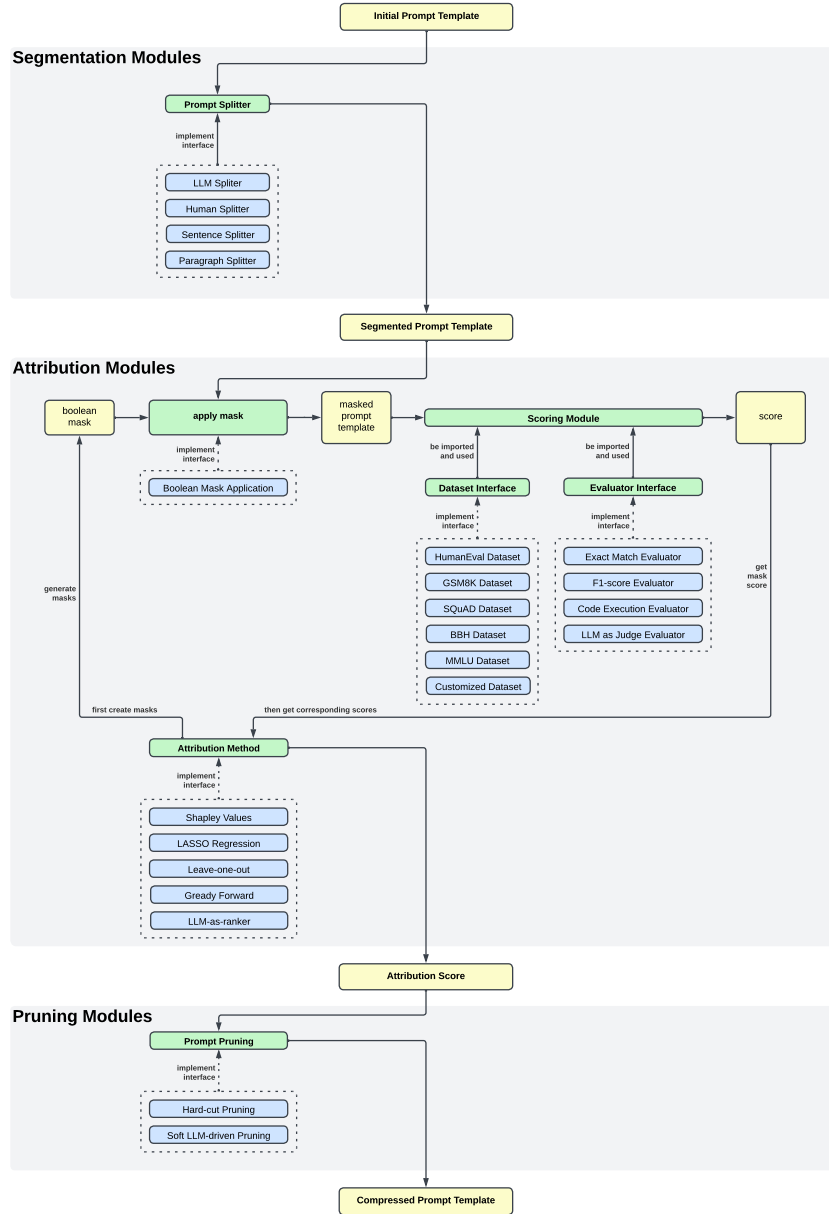 Initial Prompt Template
Segmentation Modules
Prompt Splitter
implement
interface
LLM Spliter
Human Splitter
Sentence Splitter
Paragraph Splitter
Segmented Prompt Template
Attribution Modules
boolean
mask
apply mask
masked
prompt
template
Scoring Module
score
implement
interface
Boolean Mask Application
be imported
and used
be imported
and used
Dataset Interface
Evaluator Interface
implement
interface
implement
interface
HumanEval Dataset
GSM8K Dataset
SQuAD Dataset
BBH Dataset
MMLU Dataset
Customized Dataset
Exact Match Evaluator
F1-score Evaluator
Code Execution Evaluator
LLM as Judge Evaluator
get
mask
score
generate
masks
first create masks
then get corresponding scores
Attribution Method
implement
interface
Shapley Values
LASSO Regression
Leave-one-out
Gready Forward
LLM-as-ranker
Attribution Score
Pruning Modules
Prompt Pruning
implement
interface
Hard-cut Pruning
Soft LLM-driven Pruning
Compressed Prompt Template